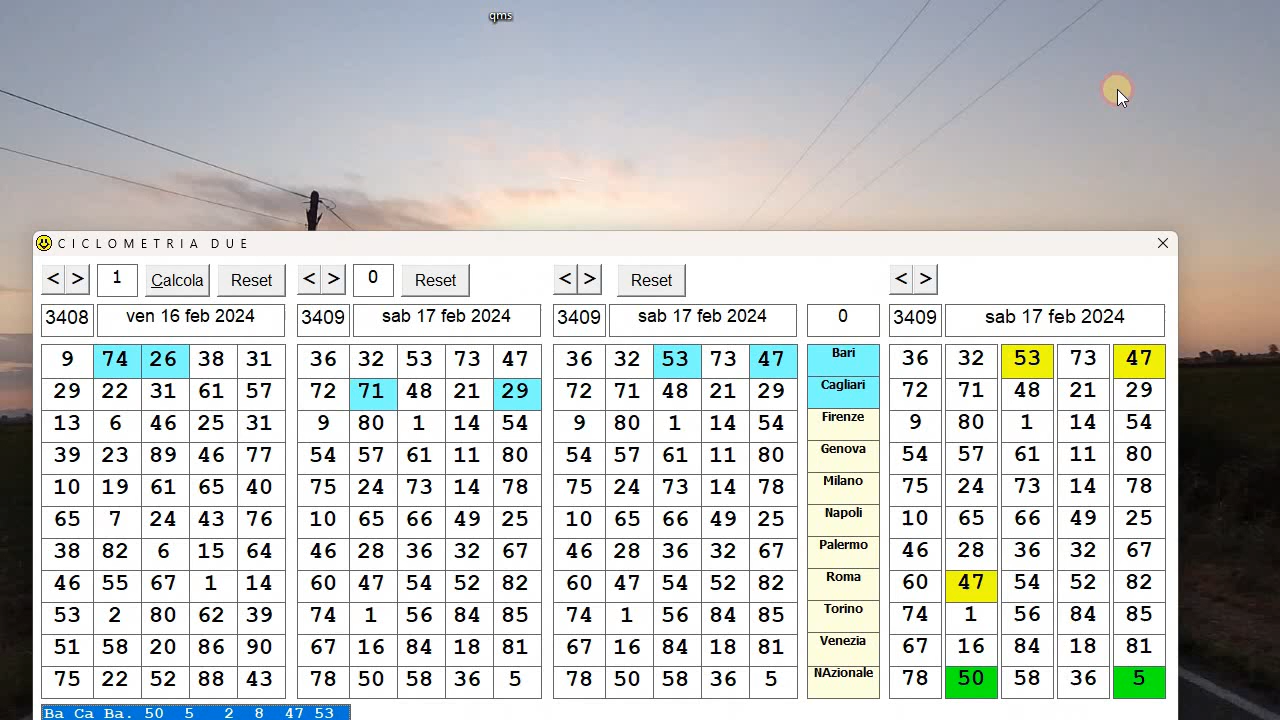 qms
CICLOMETRIA DUE
< > 1 Calcola Reset < > 0 Reset < > Reset < >
3408 ven 16 feb 2024 3409 sab 17 feb 2024 3409 sab 17 feb 2024 0 3409 sab 17 feb 2024
9 74 26 38 31 36 32 53 73 47 36 32 53 73 47 Bari 36 32 53 73 47
29 22 31 61 57 72 71 48 21 29 72 71 48 21 29 Cagliari 72 71 48 21 29
13 6 46 25 31 9 80 1 14 54 9 80 1 14 54 Firenze 9 80 1 14 54
39 23 89 46 77 54 57 61 11 80 54 57 61 11 80 Genova 54 57 61 11 80
10 19 61 65 40 75 24 73 14 78 75 24 73 14 78 Milano 75 24 73 14 78
65 7 24 43 76 10 65 66 49 25 10 65 66 49 25 Napoli 10 65 66 49 25
38 82 6 15 64 46 28 36 32 67 46 28 36 32 67 Palermo 46 28 36 32 67
46 55 67 1 14 60 47 54 52 82 60 47 54 52 82 Roma 60 47 54 52 82
53 2 80 62 39 74 1 56 84 85 74 1 56 84 85 Torino 74 1 56 84 85
51 58 20 86 90 67 16 84 18 81 67 16 84 18 81 Venezia 67 16 84 18 81
75 22 52 88 43 78 50 58 36 5 78 50 58 36 5 NAzionale 78 50 58 36 5
Ba Ca Ba. 50 5 2 8 47 53